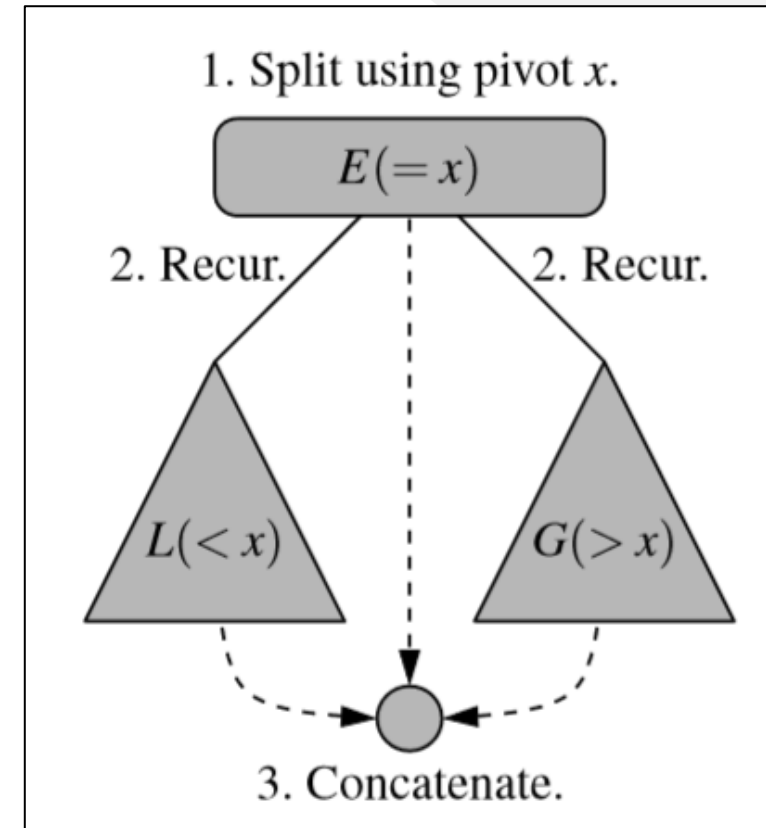 1. Split using pivot x.
E(= x)
2. Recur.
2. Recur.
L(< x)
G(> x)
3. Concatenate.